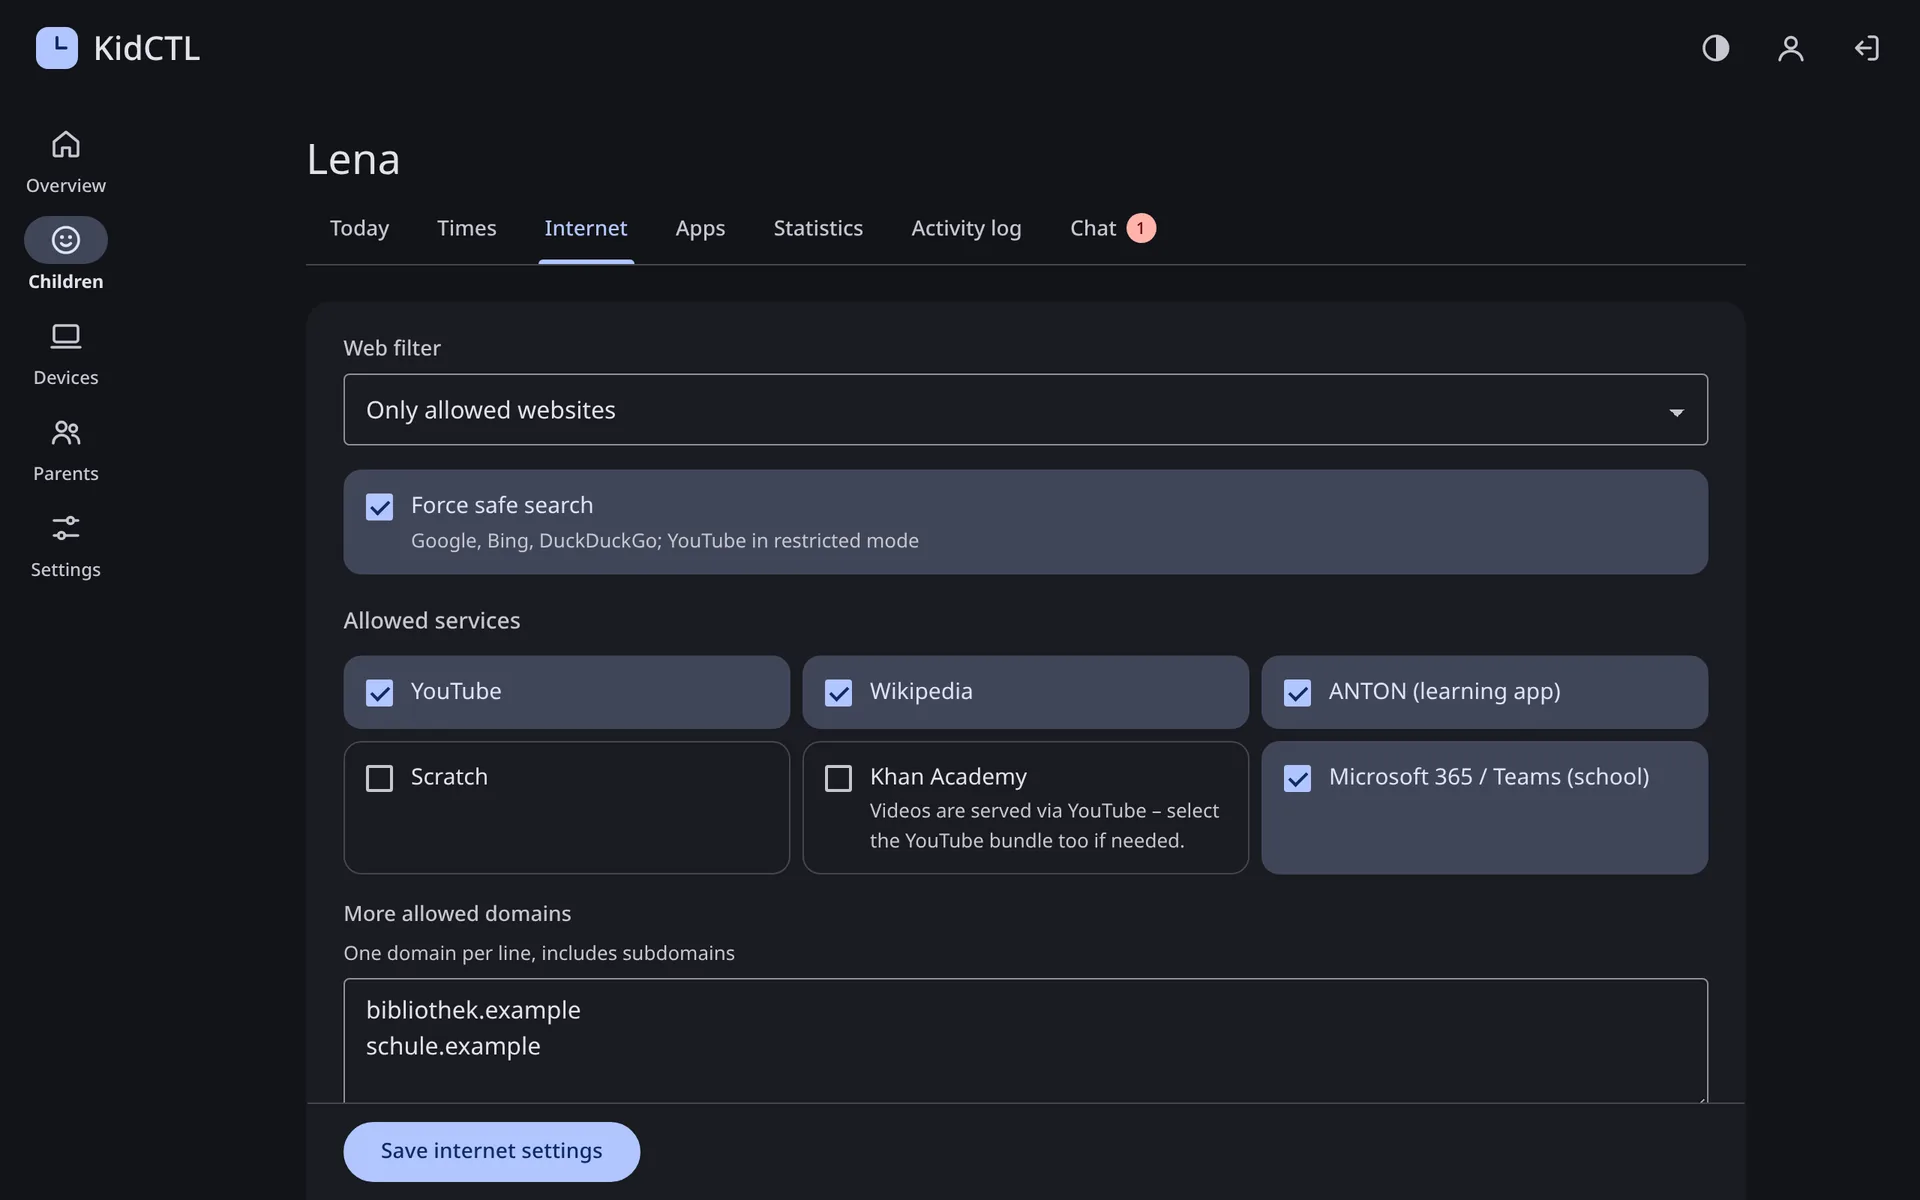 KidCTL
Overview
Children
Devices
Parents
Settings
Lena
Today
Times
Internet
Apps
Statistics
Activity log
Chat 1
Web filter
Only allowed websites
Force safe search
Google, Bing, DuckDuckGo; YouTube in restricted mode
Allowed services
YouTube
Wikipedia
ANTON (learning app)
Scratch
Khan Academy
Videos are served via YouTube – select
the YouTube bundle too if needed.
Microsoft 365 / Teams (school)
More allowed domains
One domain per line, includes subdomains
bibliothek.example
schule.example
Save internet settings